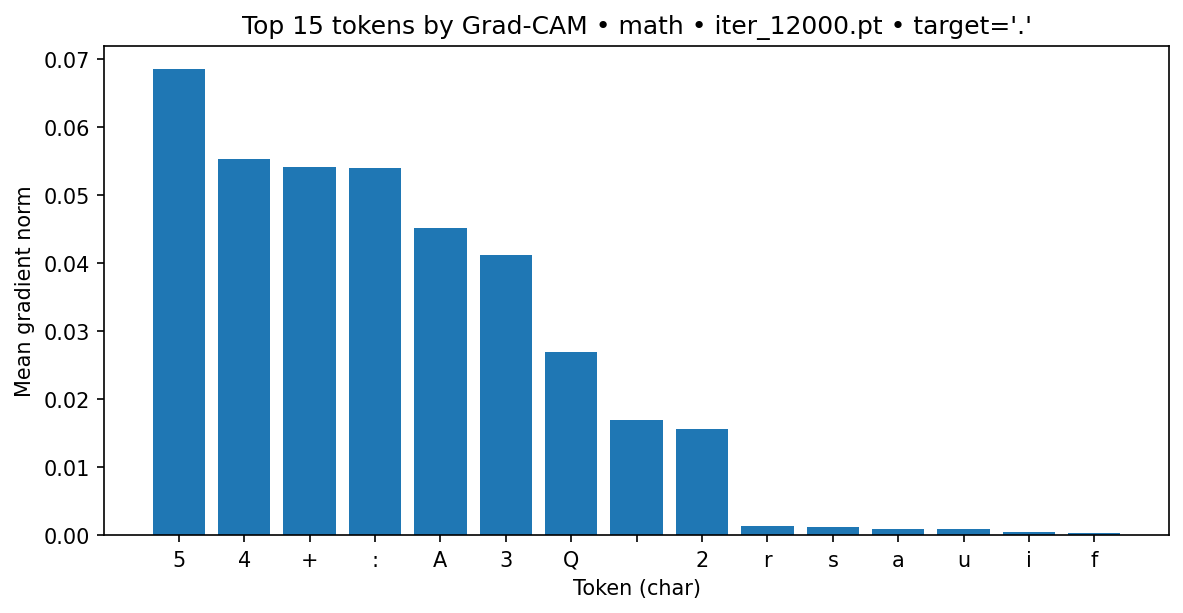 Top 15 tokens by Grad-CAM • math • iter_12000.pt • target='.'
0.07
0.06
0.05
0.04
0.03
0.02
0.01
0.00
Mean gradient norm
5 4 + : A 3 Q 2 r s a u i f
Token (char)